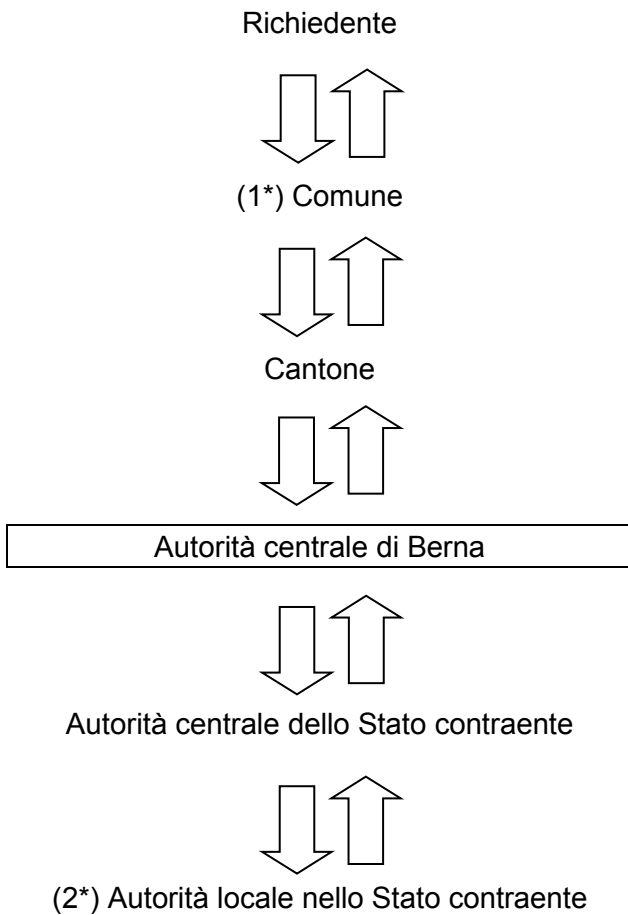 Richiedente
(1*) Comune
Cantone
Autorità centrale di Berna
Autorità centrale dello Stato contraente
(2*) Autorità locale nello Stato contraente